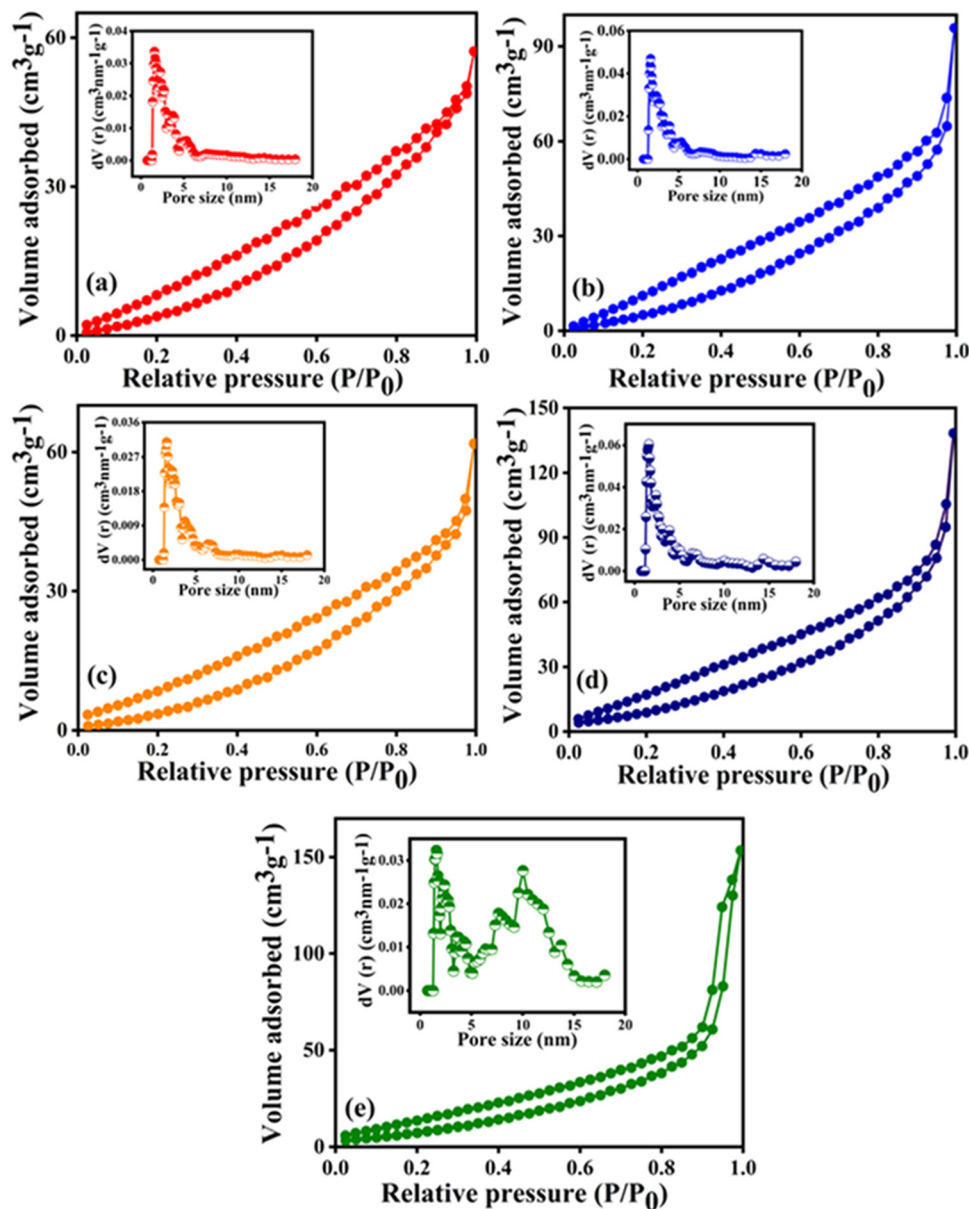 Volume adsorbed (cm³g⁻¹)
60
30
0
dV (r) (cm³nm⁻¹g⁻¹)
0.04
0.03
0.02
0.01
0.00
0 5 10 15 20
Pore size (nm)
(a)
0.0 0.2 0.4 0.6 0.8 1.0
Relative pressure (P/P₀)
Volume adsorbed (cm³g⁻¹)
90
60
30
0
dV (r) (cm³nm⁻¹g⁻¹)
0.06
0.04
0.02
0.00
0 5 10 15 20
Pore size (nm)
(b)
0.0 0.2 0.4 0.6 0.8 1.0
Relative pressure (P/P₀)
Volume adsorbed (cm³g⁻¹)
60
30
0
dV (r) (cm³nm⁻¹g⁻¹)
0.036
0.027
0.018
0.009
0.000
0 5 10 15 20
Pore size (nm)
(c)
0.0 0.2 0.4 0.6 0.8 1.0
Relative pressure (P/P₀)
Volume adsorbed (cm³g⁻¹)
150
120
90
60
30
0
dV (r) (cm³nm⁻¹g⁻¹)
0.06
0.04
0.02
0.00
0 5 10 15 20
Pore size (nm)
(d)
0.0 0.2 0.4 0.6 0.8 1.0
Relative pressure (P/P₀)
Volume adsorbed (cm³g⁻¹)
150
100
50
0
dV (r) (cm³nm⁻¹g⁻¹)
0.03
0.02
0.01
0.00
0 5 10 15 20
Pore size (nm)
(e)
0.0 0.2 0.4 0.6 0.8 1.0
Relative pressure (P/P₀)